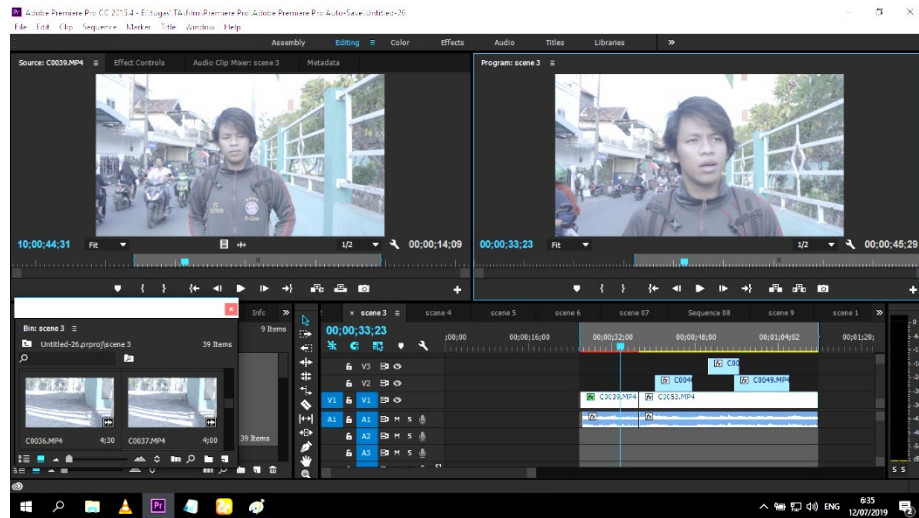 Adobe Premiere Pro CC 2015.4 - E:\tugas\TA\film\Premiere Pro\Adobe Premiere Pro Auto-Save\Untitled-26
File Edit Clip Sequence Marker Title Window Help
Assembly Editing Color Effects Audio Titles Libraries
Source: C0039.MP4 Effect Controls Audio Clip Mixer: scene 3 Metadata
Program: scene 3
10;00;44;31 Fit 1/2 00;00;14;09
00;00;33;23 Fit 1/2 00;00;45;29
Info
9 Items
Bin: scene 3
Untitled-26.prproj\scene 3 39 Items
C0036.MP4 4;30 C0037.MP4 4;00
39 Items
scene 3 scene 4 scene 5 scene 6 scene 07 Sequence 08 scene 9 scene 1
00;00;33;23
;00;00 00;00;16;00 00;00;32;00 00;00;48;00 00;01;04;02 00;01;20;
V3
V2
V1 V1
A1 A1 M S
A2 M S
A3 M S
fx C00
fx C004 fx C0049.MP4
fx C0039.MP4 fx C0053.MP4
S S
Pr
ENG
6:35
12/07/2019